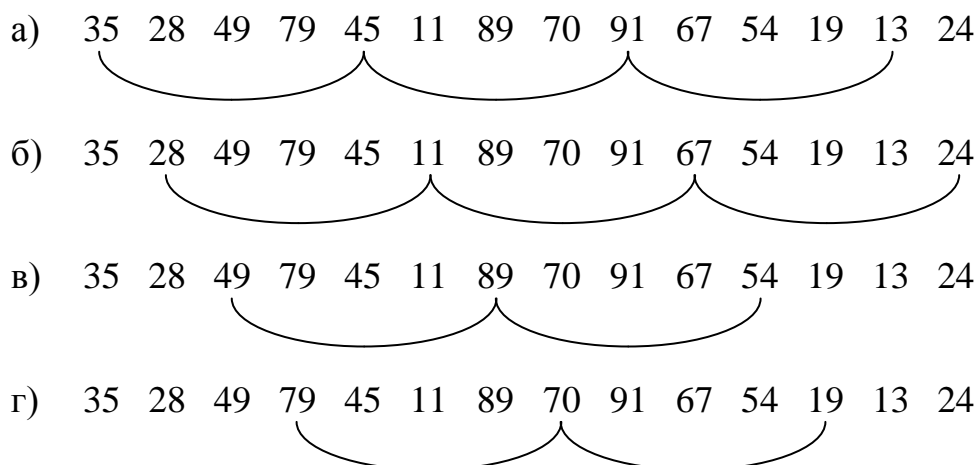 а) 35 28 49 79 45 11 89 70 91 67 54 19 13 24
б) 35 28 49 79 45 11 89 70 91 67 54 19 13 24
в) 35 28 49 79 45 11 89 70 91 67 54 19 13 24
г) 35 28 49 79 45 11 89 70 91 67 54 19 13 24